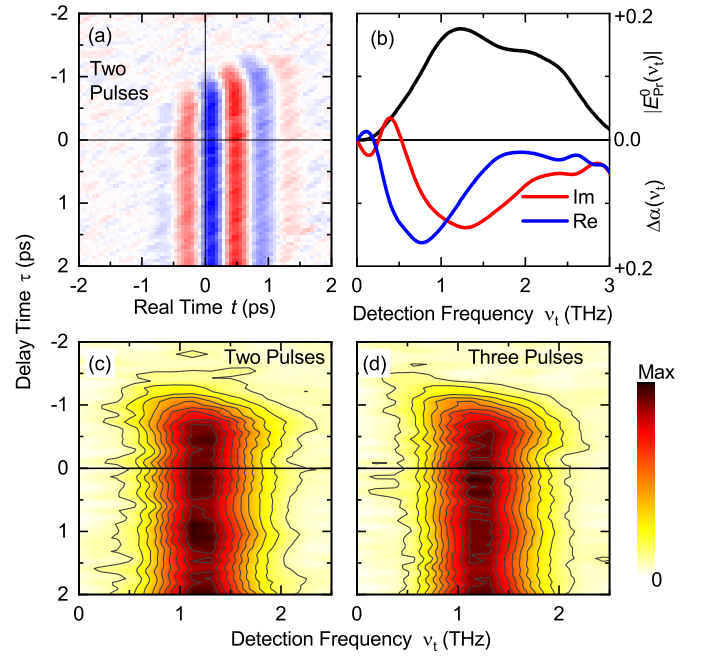 (a)
Two
Pulses
-2
-1
0
1
2
-2 -1 0 1 2
Real Time t (ps)
Delay Time τ (ps)
(b)
+0.2
0.0
+0.2
|E⁰Pr(νt)|
Δα(νt)
Im
Re
0 1 2 3
Detection Frequency νt (THz)
(c)
Two Pulses
-2
-1
0
1
2
0 1 2
(d)
Three Pulses
0 1 2
Max
0
Detection Frequency νt (THz)